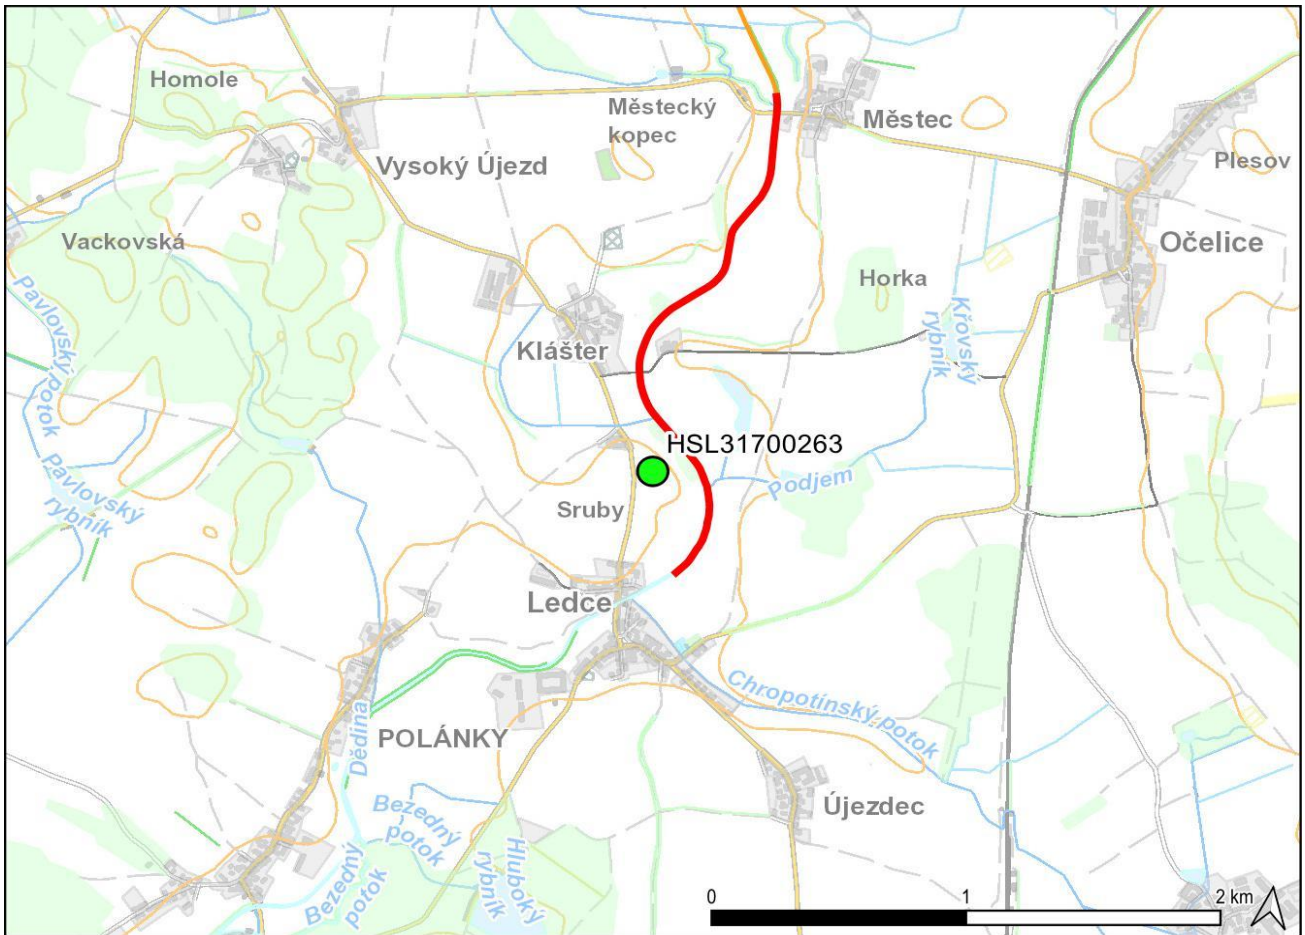 Homole
Městecký
kopec
Městec
Plesov
Vysoký Újezd
Vackovská
Očelice
Horka
Pavlovský
potok
Křovský
rybník
Klášter
HSL31700263
Podjem
Pavlovský
rybník
Sruby
Ledce
Chropotínský potok
Dědina
POLÁNKY
Újezdec
Bezedný
potok
Hluboký
rybník
Bezedný
potok
0
1
2 km